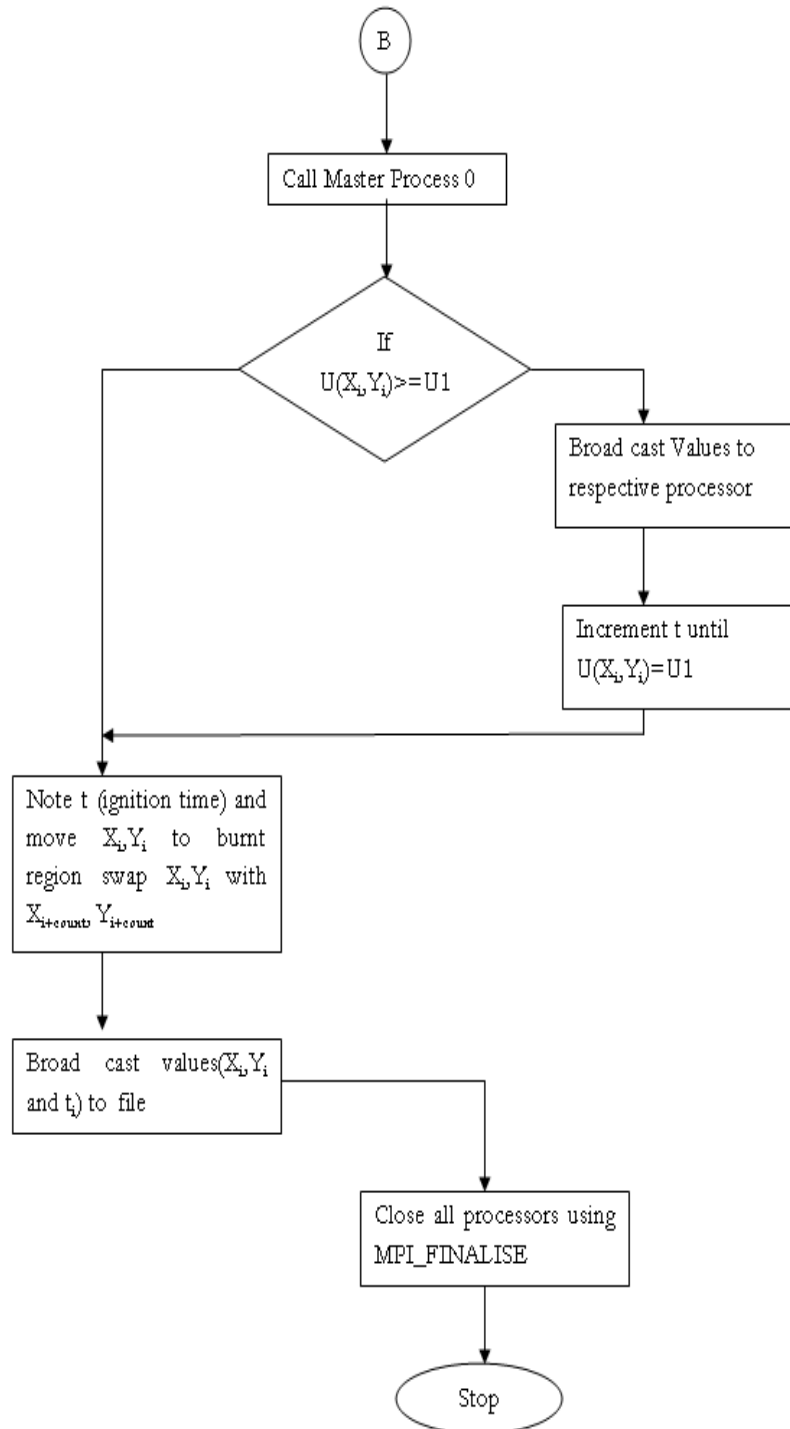 B
Call Master Process 0
If
U(Xᵢ,Yᵢ)>=U1
Broad cast Values to
respective processor
Increment t until
U(Xᵢ,Yᵢ)=U1
Note t (ignition time) and
move Xᵢ,Yᵢ to burnt
region swap Xᵢ,Yᵢ with
Xᵢ₊count, Yᵢ₊count
Broad cast values(Xᵢ,Yᵢ
and tᵢ) to file
Close all processors using
MPI_FINALISE
Stop